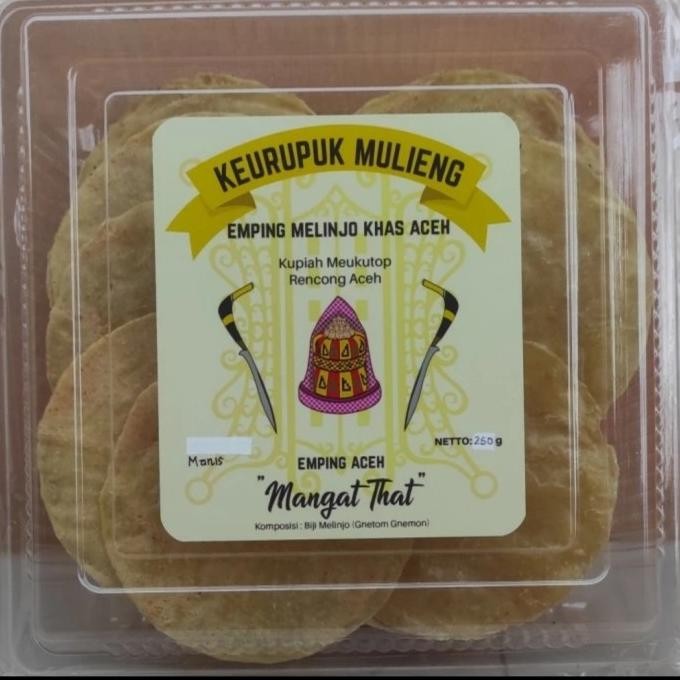 KEURUPUK MULIENG
EMPING MELINJO KHAS ACEH
Kupiah Meukutop
Rencong Aceh
NETTO: 250 g
Manis
EMPING ACEH
"Mangat That"
Komposisi : Biji Melinjo (Gnetom Gnemon)